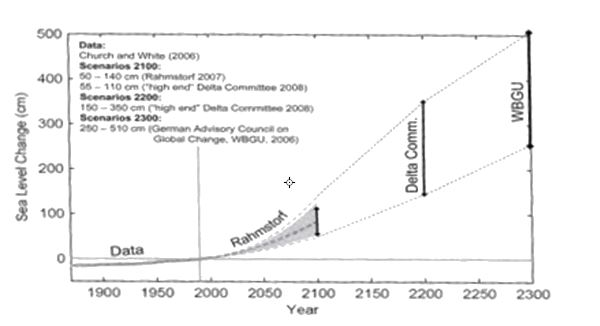 500
400
300
200
100
0
Sea Level Change (cm)
Data:
Church and White (2006)
Scenarios 2100:
50 – 140 cm (Rahmstorf 2007)
55 – 110 cm ("high end" Delta Committee 2008)
Scenarios 2200:
150 – 350 cm ("high end" Delta Committee 2008)
Scenarios 2300:
250 – 510 cm (German Advisory Council on
Global Change, WBGU, 2006)
Data
Rahmstorf
Delta Comm.
WBGU
1900 1950 2000 2050 2100 2150 2200 2250 2300
Year